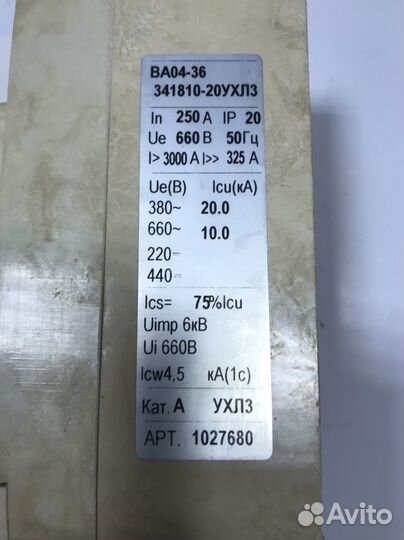 ВА04-36
341810-20УХЛ3
In 250 А IP 20
Ue 660 В 50Гц
I> 3000 А I>> 325 А
Ue(В) Icu(кА)
380~ 20.0
660~ 10.0
220⎓
440⎓
Ics= 75%Icu
Uimp 6кВ
Ui 660В
Icw4,5 кА(1с)
Кат. А УХЛ3
АРТ. 1027680
Avito